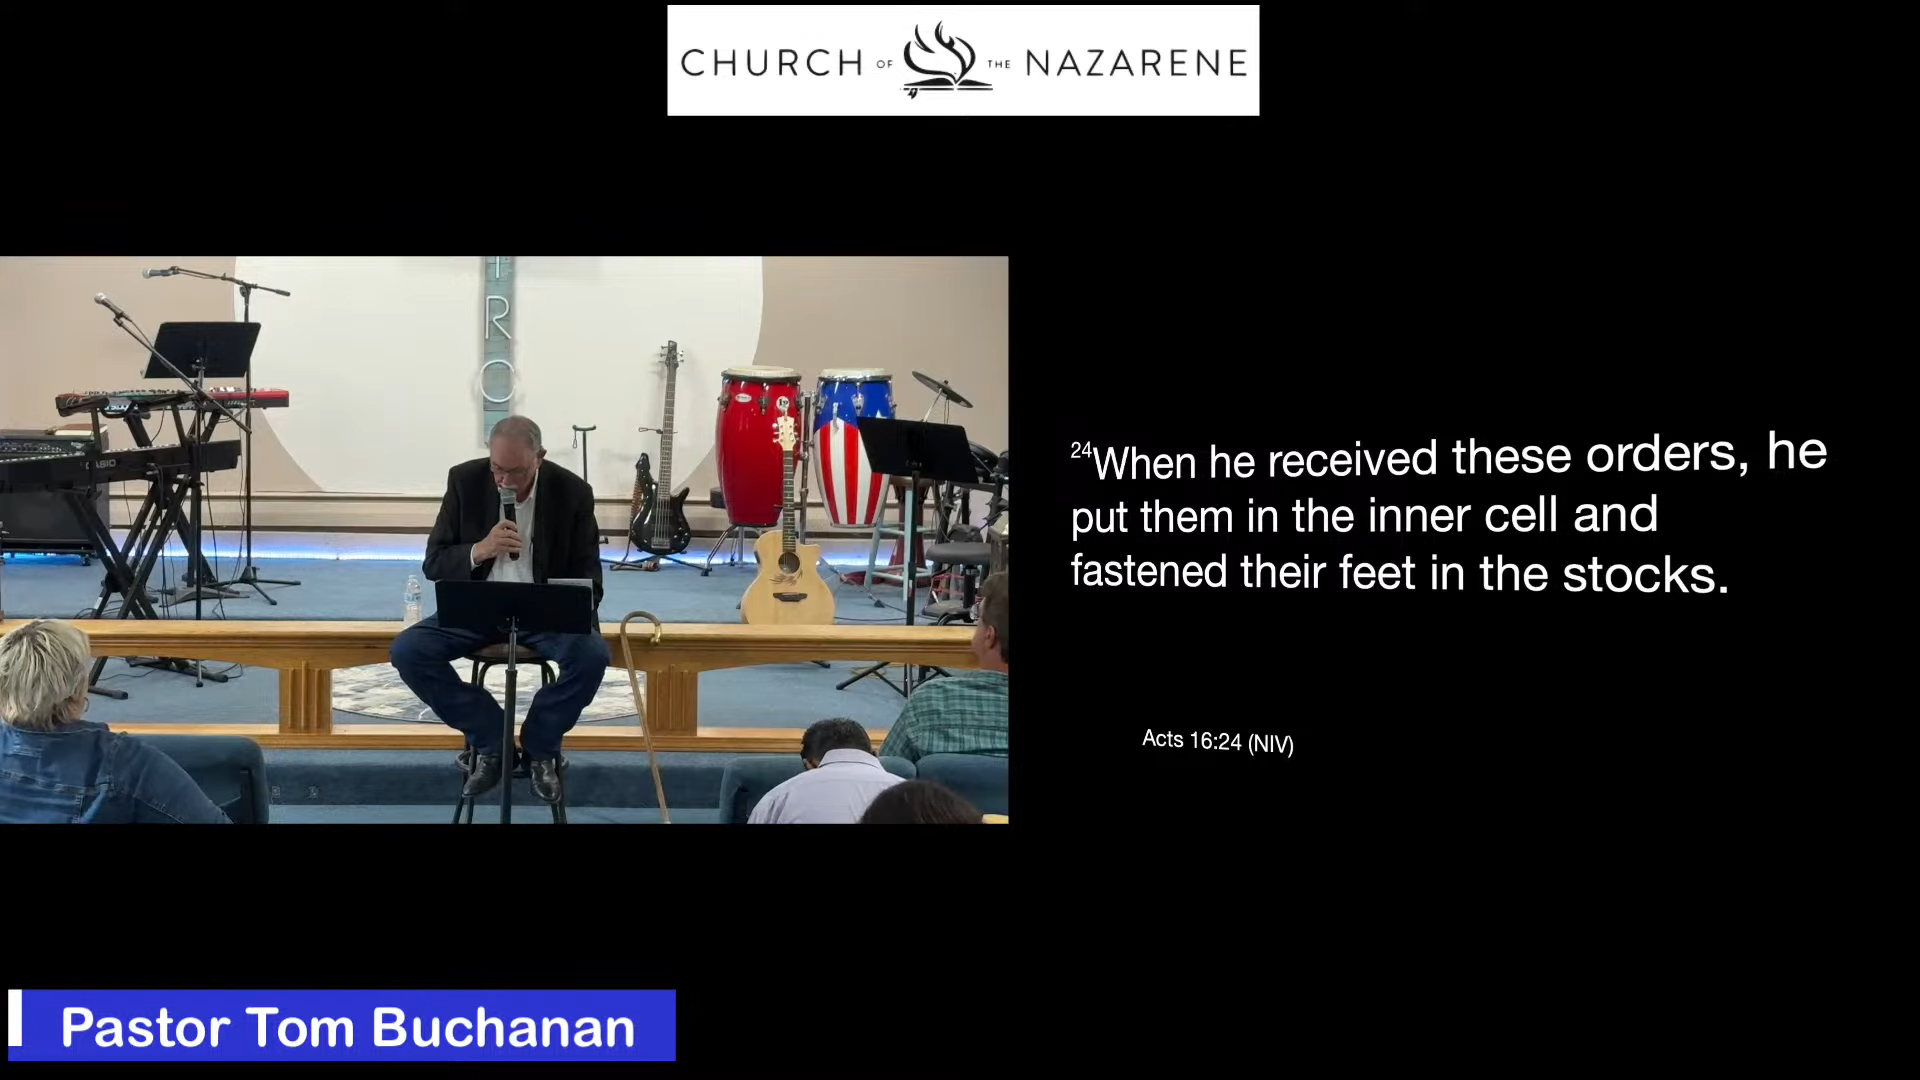 CHURCH OF THE NAZARENE
R
O
CASIO
24When he received these orders, he
put them in the inner cell and
fastened their feet in the stocks.
Acts 16:24 (NIV)
Pastor Tom Buchanan